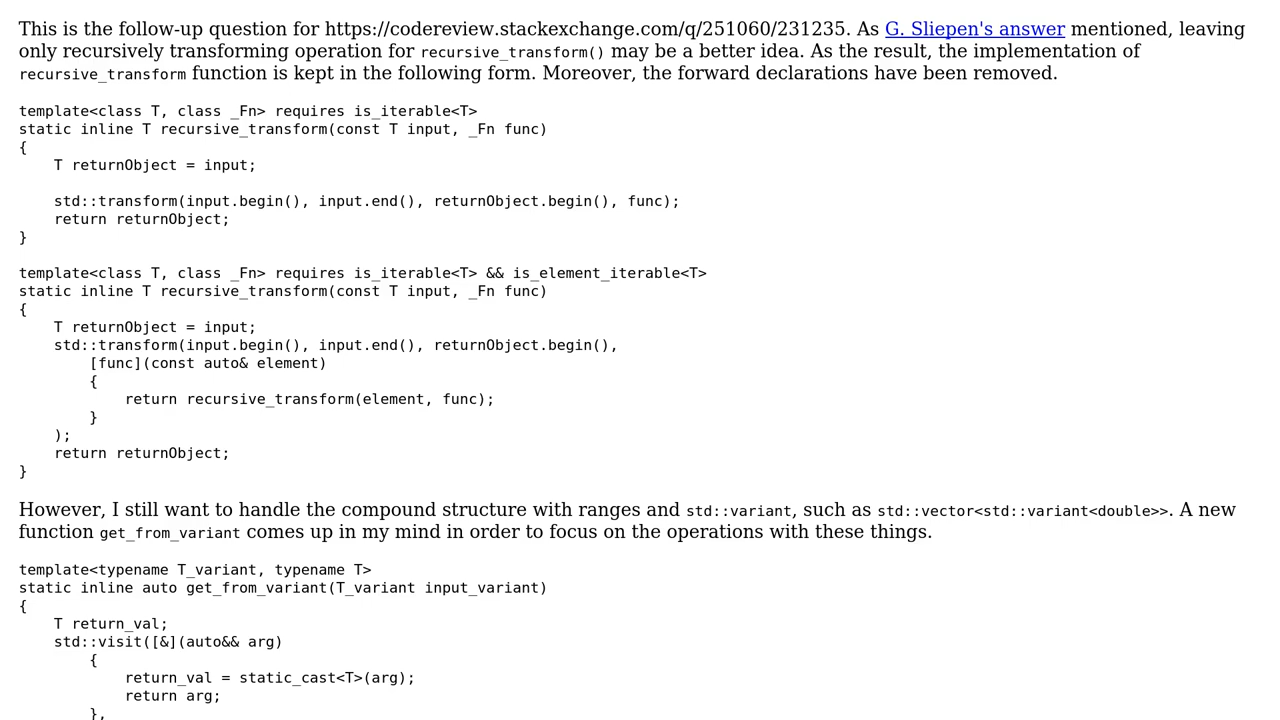 This is the follow-up question for https://codereview.stackexchange.com/q/251060/231235. As G. Sliepen's answer mentioned, leaving
only recursively transforming operation for recursive_transform() may be a better idea. As the result, the implementation of
recursive_transform function is kept in the following form. Moreover, the forward declarations have been removed.
template<class T, class _Fn> requires is_iterable<T>
static inline T recursive_transform(const T input, _Fn func)
{
    T returnObject = input;
    std::transform(input.begin(), input.end(), returnObject.begin(), func);
    return returnObject;
}
template<class T, class _Fn> requires is_iterable<T> && is_element_iterable<T>
static inline T recursive_transform(const T input, _Fn func)
{
    T returnObject = input;
    std::transform(input.begin(), input.end(), returnObject.begin(),
        [func](const auto& element)
        {
            return recursive_transform(element, func);
        }
    );
    return returnObject;
}
However, I still want to handle the compound structure with ranges and std::variant, such as std::vector<std::variant<double>>. A new
function get_from_variant comes up in my mind in order to focus on the operations with these things.
template<typename T_variant, typename T>
static inline auto get_from_variant(T_variant input_variant)
{
    T return_val;
    std::visit([&](auto&& arg)
        {
            return_val = static_cast<T>(arg);
            return arg;
        },